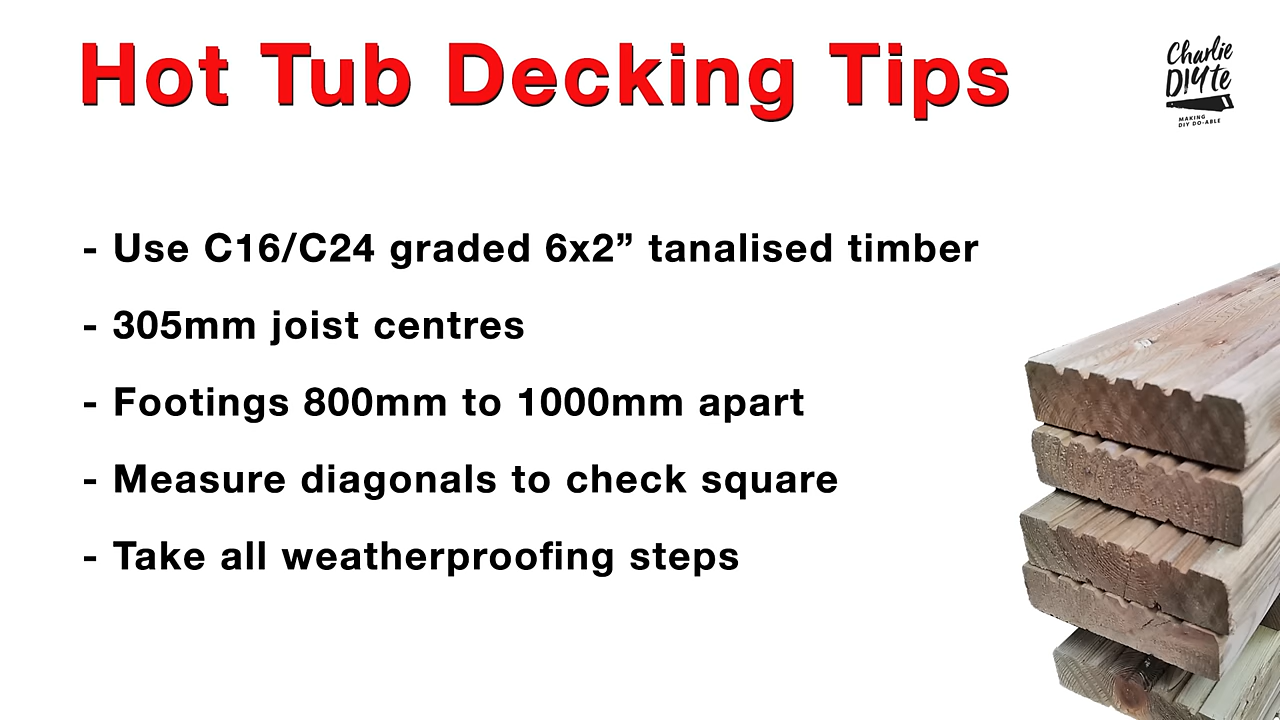 Hot Tub Decking Tips
Charlie
DIYte
MAKING
DIY DO-ABLE
- Use C16/C24 graded 6x2” tanalised timber
- 305mm joist centres
- Footings 800mm to 1000mm apart
- Measure diagonals to check square
- Take all weatherproofing steps